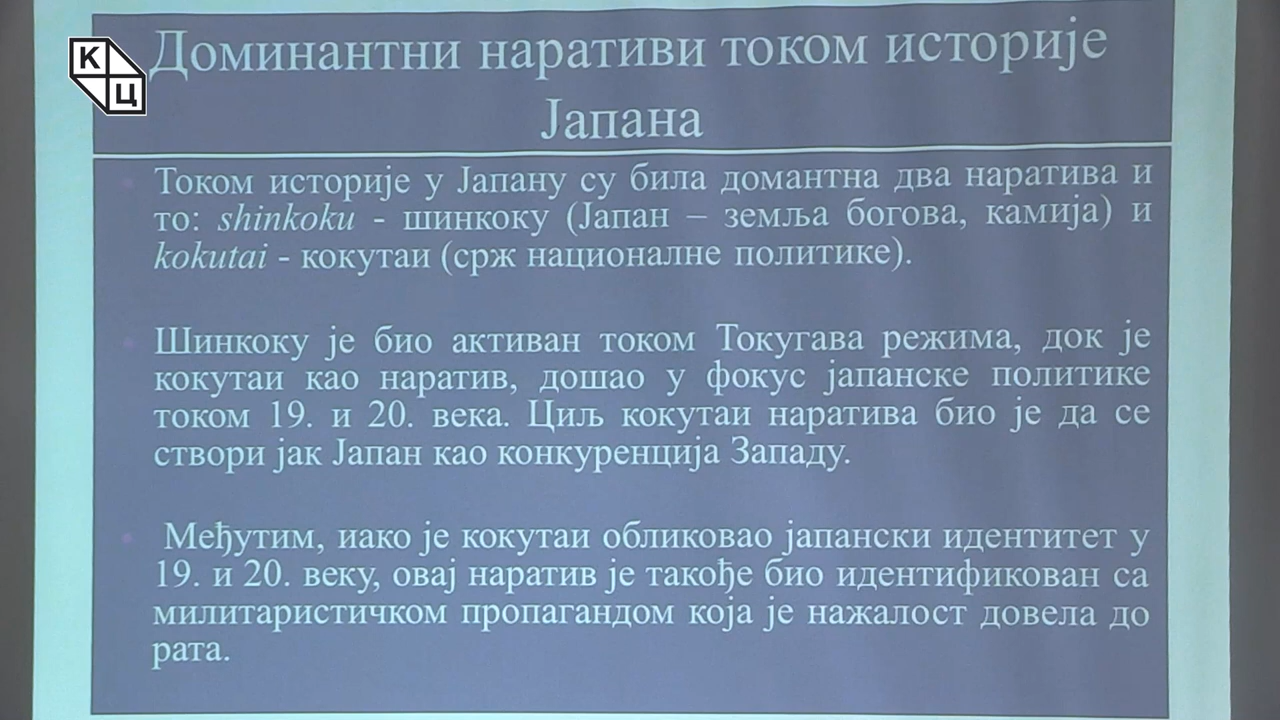 К
Ц
Доминантни наративи током историје
Јапана
Током историје у Јапану су била домантна два наратива и
то: shinkoku - шинкоку (Јапан – земља богова, камија) и
kokutai - кокутаи (срж националне политике).
Шинкоку је био активан током Токугава режима, док је
кокутаи као наратив, дошао у фокус јапанске политике
током 19. и 20. века. Циљ кокутаи наратива био је да се
створи јак Јапан као конкуренција Западу.
Међутим, иако је кокутаи обликовао јапански идентитет у
19. и 20. веку, овај наратив је такође био идентификован са
милитаристичком пропагандом која је нажалост довела до
рата.